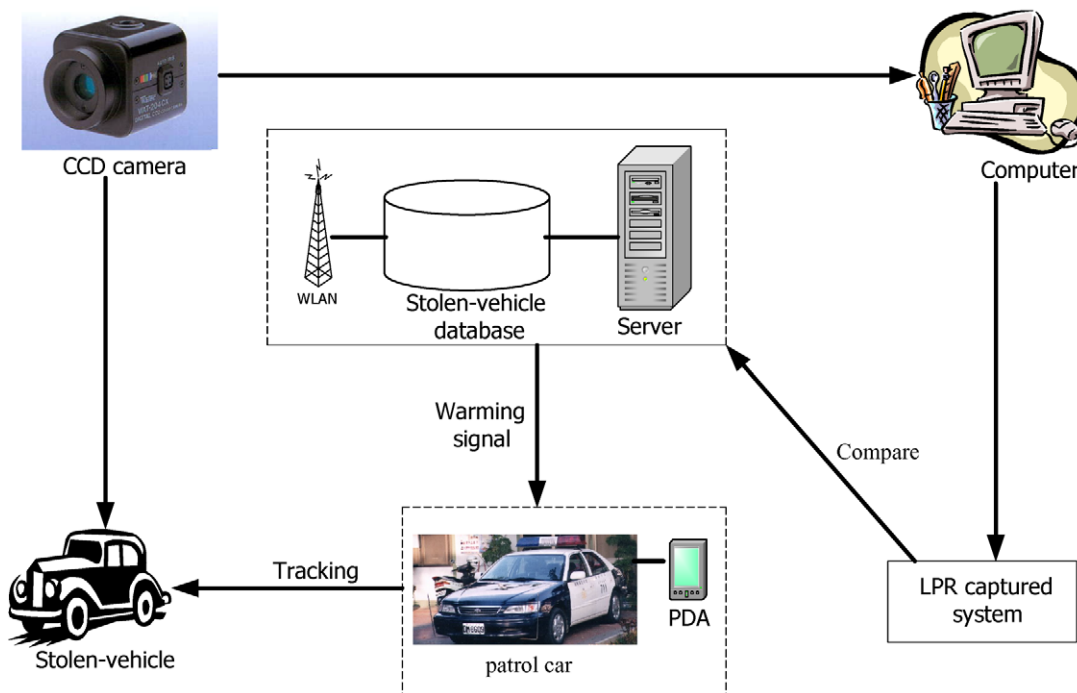 CCD camera
Computer
WLAN
Stolen-vehicle
database
Server
Warming
signal
Compare
Tracking
PDA
LPR captured
system
Stolen-vehicle
patrol car